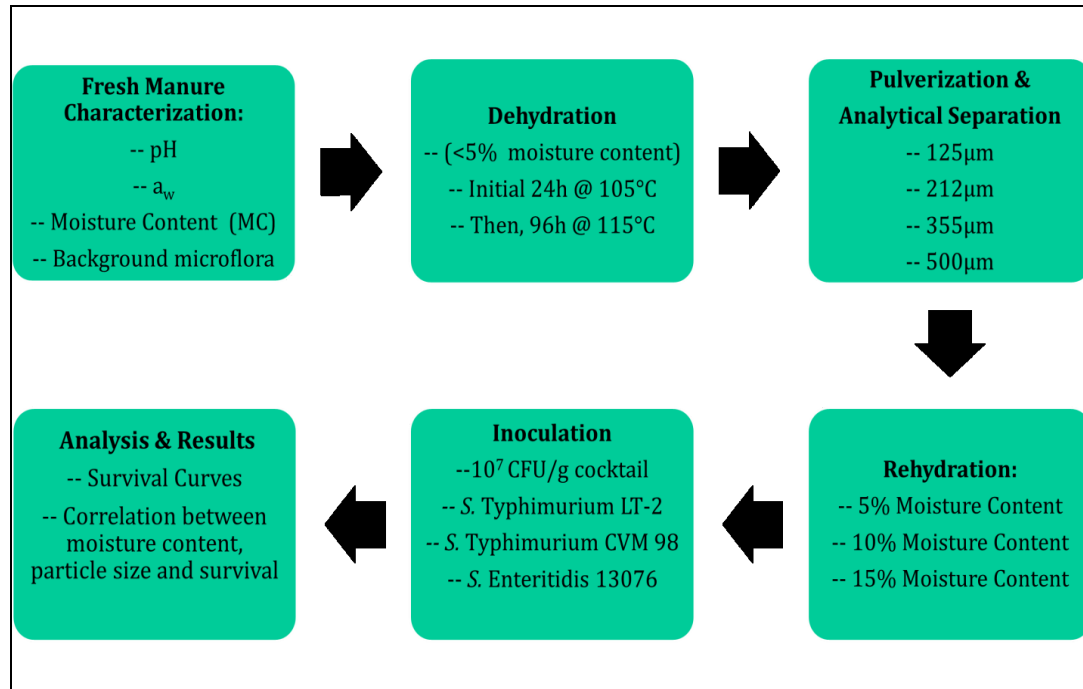 Fresh Manure
Characterization:
-- pH
-- aw
-- Moisture Content (MC)
-- Background microflora
Dehydration
-- (<5% moisture content)
-- Initial 24h @ 105°C
-- Then, 96h @ 115°C
Pulverization &
Analytical Separation
-- 125µm
-- 212µm
-- 355µm
-- 500µm
Rehydration:
-- 5% Moisture Content
-- 10% Moisture Content
-- 15% Moisture Content
Inoculation
--10⁷ CFU/g cocktail
-- S. Typhimurium LT-2
-- S. Typhimurium CVM 98
-- S. Enteritidis 13076
Analysis & Results
-- Survival Curves
-- Correlation between
moisture content,
particle size and survival